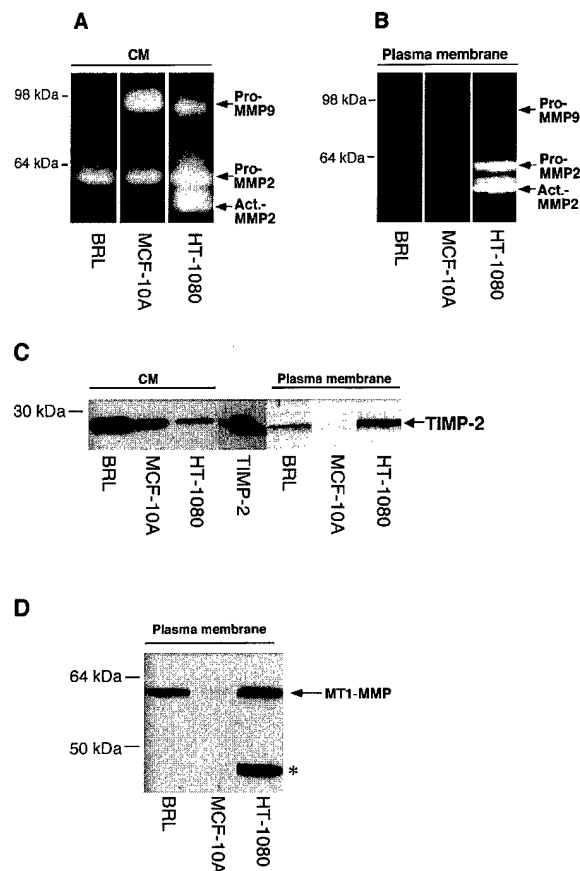 A
CM
98 kDa
64 kDa
Pro-
MMP9
Pro-
MMP2
Act.-
MMP2
BRL
MCF-10A
HT-1080
B
Plasma membrane
98 kDa
64 kDa
Pro-
MMP9
Pro-
MMP2
Act.-
MMP2
BRL
MCF-10A
HT-1080
C
CM
Plasma membrane
30 kDa
TIMP-2
BRL
MCF-10A
HT-1080
TIMP-2
BRL
MCF-10A
HT-1080
D
Plasma membrane
64 kDa
MT1-MMP
50 kDa
*
BRL
MCF-10A
HT-1080